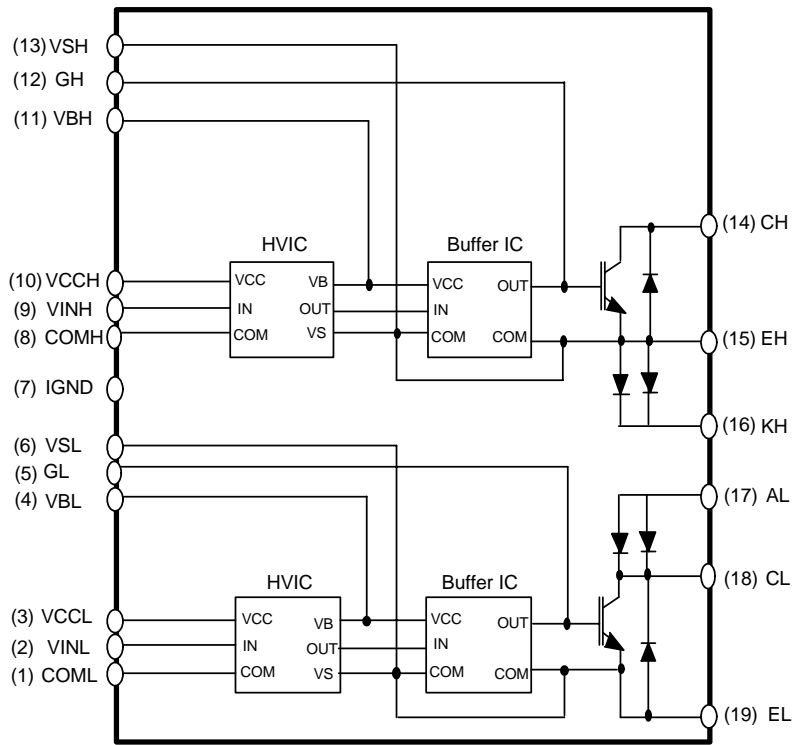 (13) VSH
(12) GH
(11) VBH
HVIC
Buffer IC
(14) CH
(10) VCCH
VCC
VB
VCC
OUT
(9) VINH
IN
OUT
IN
(8) COMH
COM
VS
COM
COM
(15) EH
(7) IGND
(16) KH
(6) VSL
(5) GL
(4) VBL
(17) AL
HVIC
Buffer IC
(18) CL
(3) VCCL
VCC
VB
VCC
OUT
(2) VINL
IN
OUT
IN
(1) COML
COM
VS
COM
COM
(19) EL